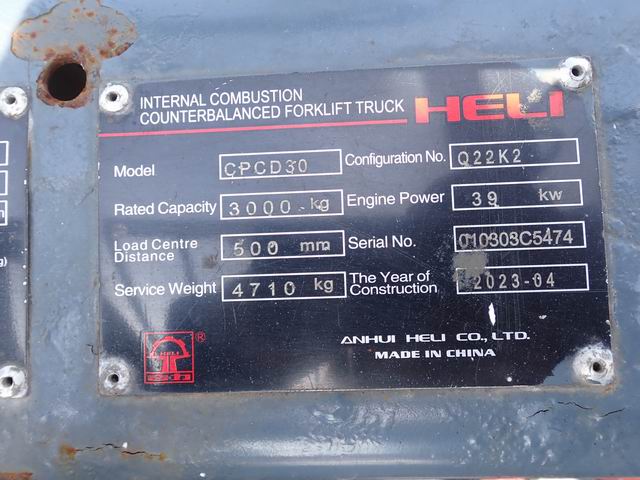 INTERNAL COMBUSTION
COUNTERBALANCED FORKLIFT TRUCK HELI
Model CPCD30 Configuration No. Q22K2
Rated Capacity 3000 kg Engine Power 39 kw
Load Centre Distance 500 mm Serial No. 010303C5474
Service Weight 4710 kg The Year of Construction 2023-04
HELI ®
ANHUI HELI CO., LTD.
MADE IN CHINA